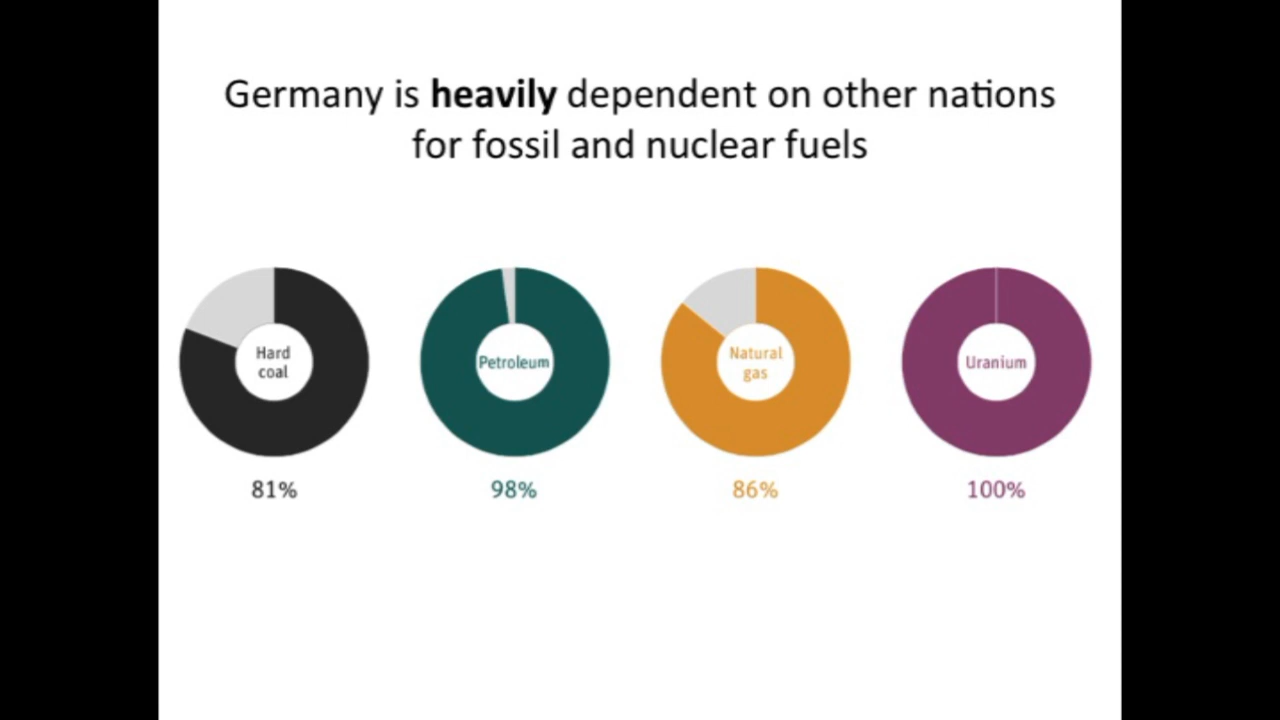 Germany is heavily dependent on other nations
for fossil and nuclear fuels
Hard
coal
Petroleum
Natural
gas
Uranium
81%
98%
86%
100%